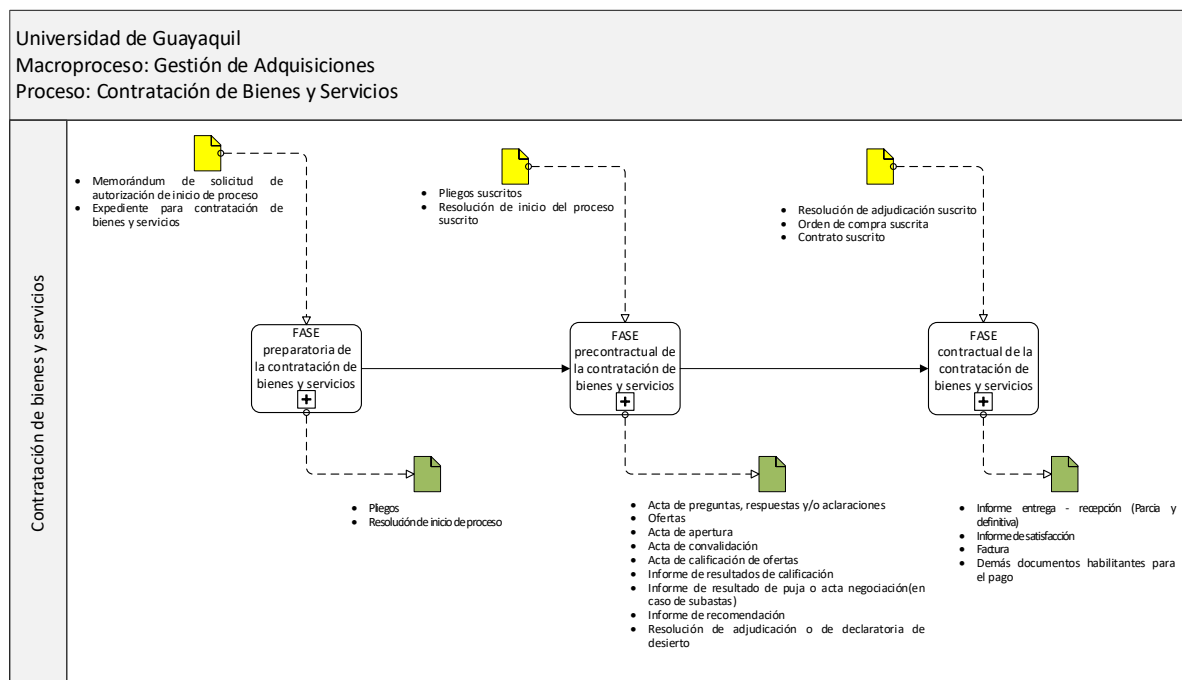 Universidad de Guayaquil
Macroproceso: Gestión de Adquisiciones
Proceso: Contratación de Bienes y Servicios
Contratación de bienes y servicios
• Memorándum de solicitud de
autorización de inicio de proceso
• Expediente para contratación de
bienes y servicios
• Pliegos suscritos
• Resolución de inicio del proceso
suscrito
• Resolución de adjudicación suscrito
• Orden de compra suscrita
• Contrato suscrito
FASE
preparatoria de
la contratación de
bienes y servicios
FASE
precontractual de
la contratación de
bienes y servicios
FASE
contractual de la
contratación de
bienes y servicios
• Pliegos
• Resolución de inicio de proceso
• Acta de preguntas, respuestas y/o aclaraciones
• Ofertas
• Acta de apertura
• Acta de convalidación
• Acta de calificación de ofertas
• Informe de resultados de calificación
• Informe de resultado de puja o acta negociación(en
caso de subastas)
• Informe de recomendación
• Resolución de adjudicación o de declaratoria de
desierto
• Informe entrega - recepción (Parcia y
definitiva)
• Informe de satisfacción
• Factura
• Demás documentos habilitantes para
el pago